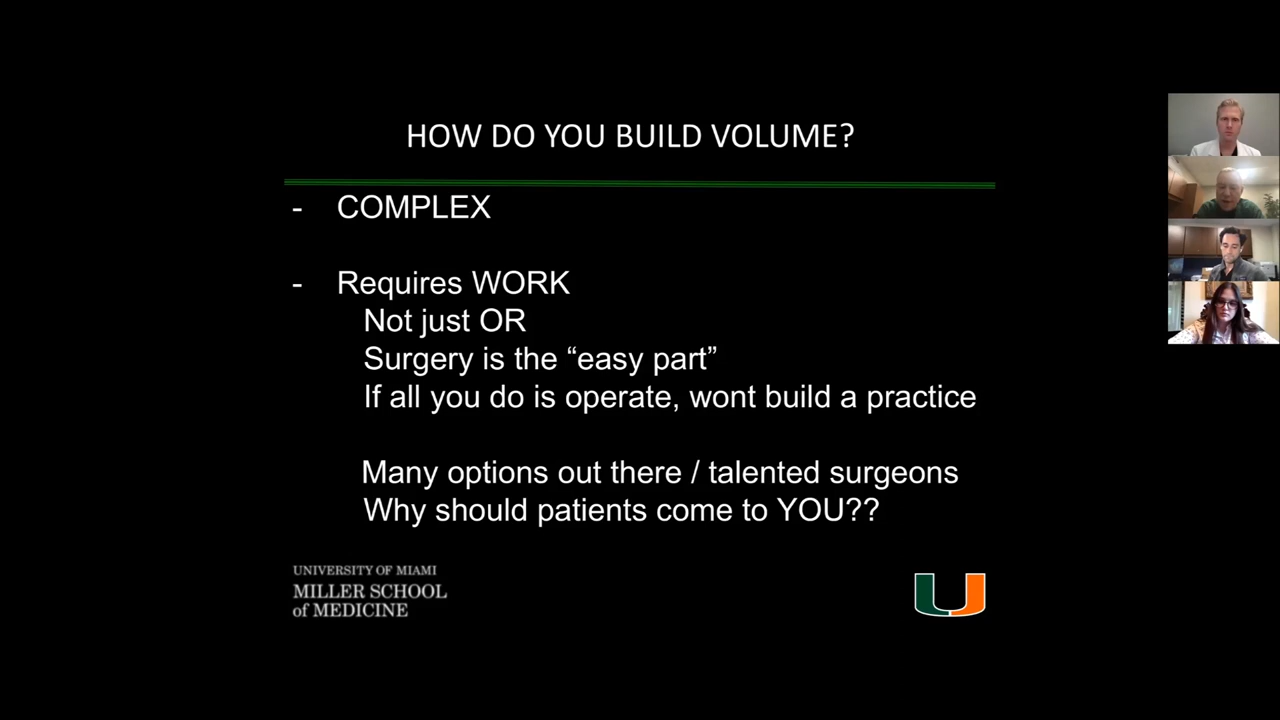 HOW DO YOU BUILD VOLUME?
- COMPLEX
- Requires WORK
Not just OR
Surgery is the “easy part”
If all you do is operate, wont build a practice
Many options out there / talented surgeons
Why should patients come to YOU??
UNIVERSITY OF MIAMI
MILLER SCHOOL
of MEDICINE
U